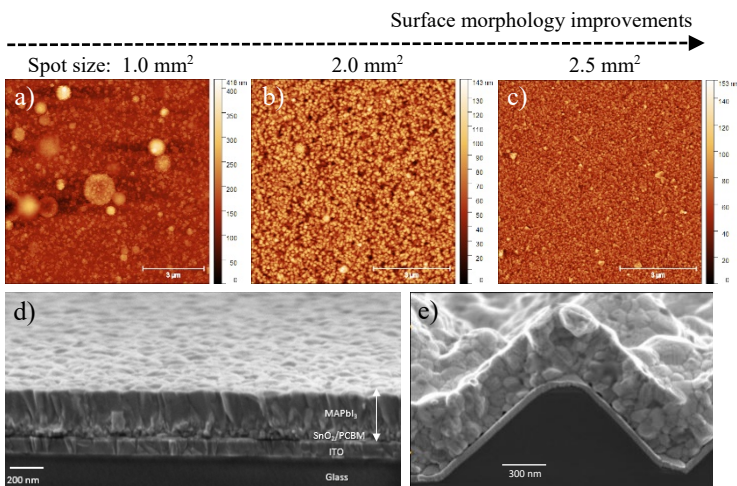 Surface morphology improvements
Spot size: 1.0 mm²
2.0 mm²
2.5 mm²
a)
418 nm
400
350
300
250
200
150
100
50
0
3 µm
b)
143 nm
120
110
100
90
80
70
60
50
40
30
20
10
0
c)
153 nm
140
120
100
80
60
40
20
0
3 µm
d)
MAPbI₃
SnO₂/PCBM
ITO
Glass
200 nm
e)
300 nm